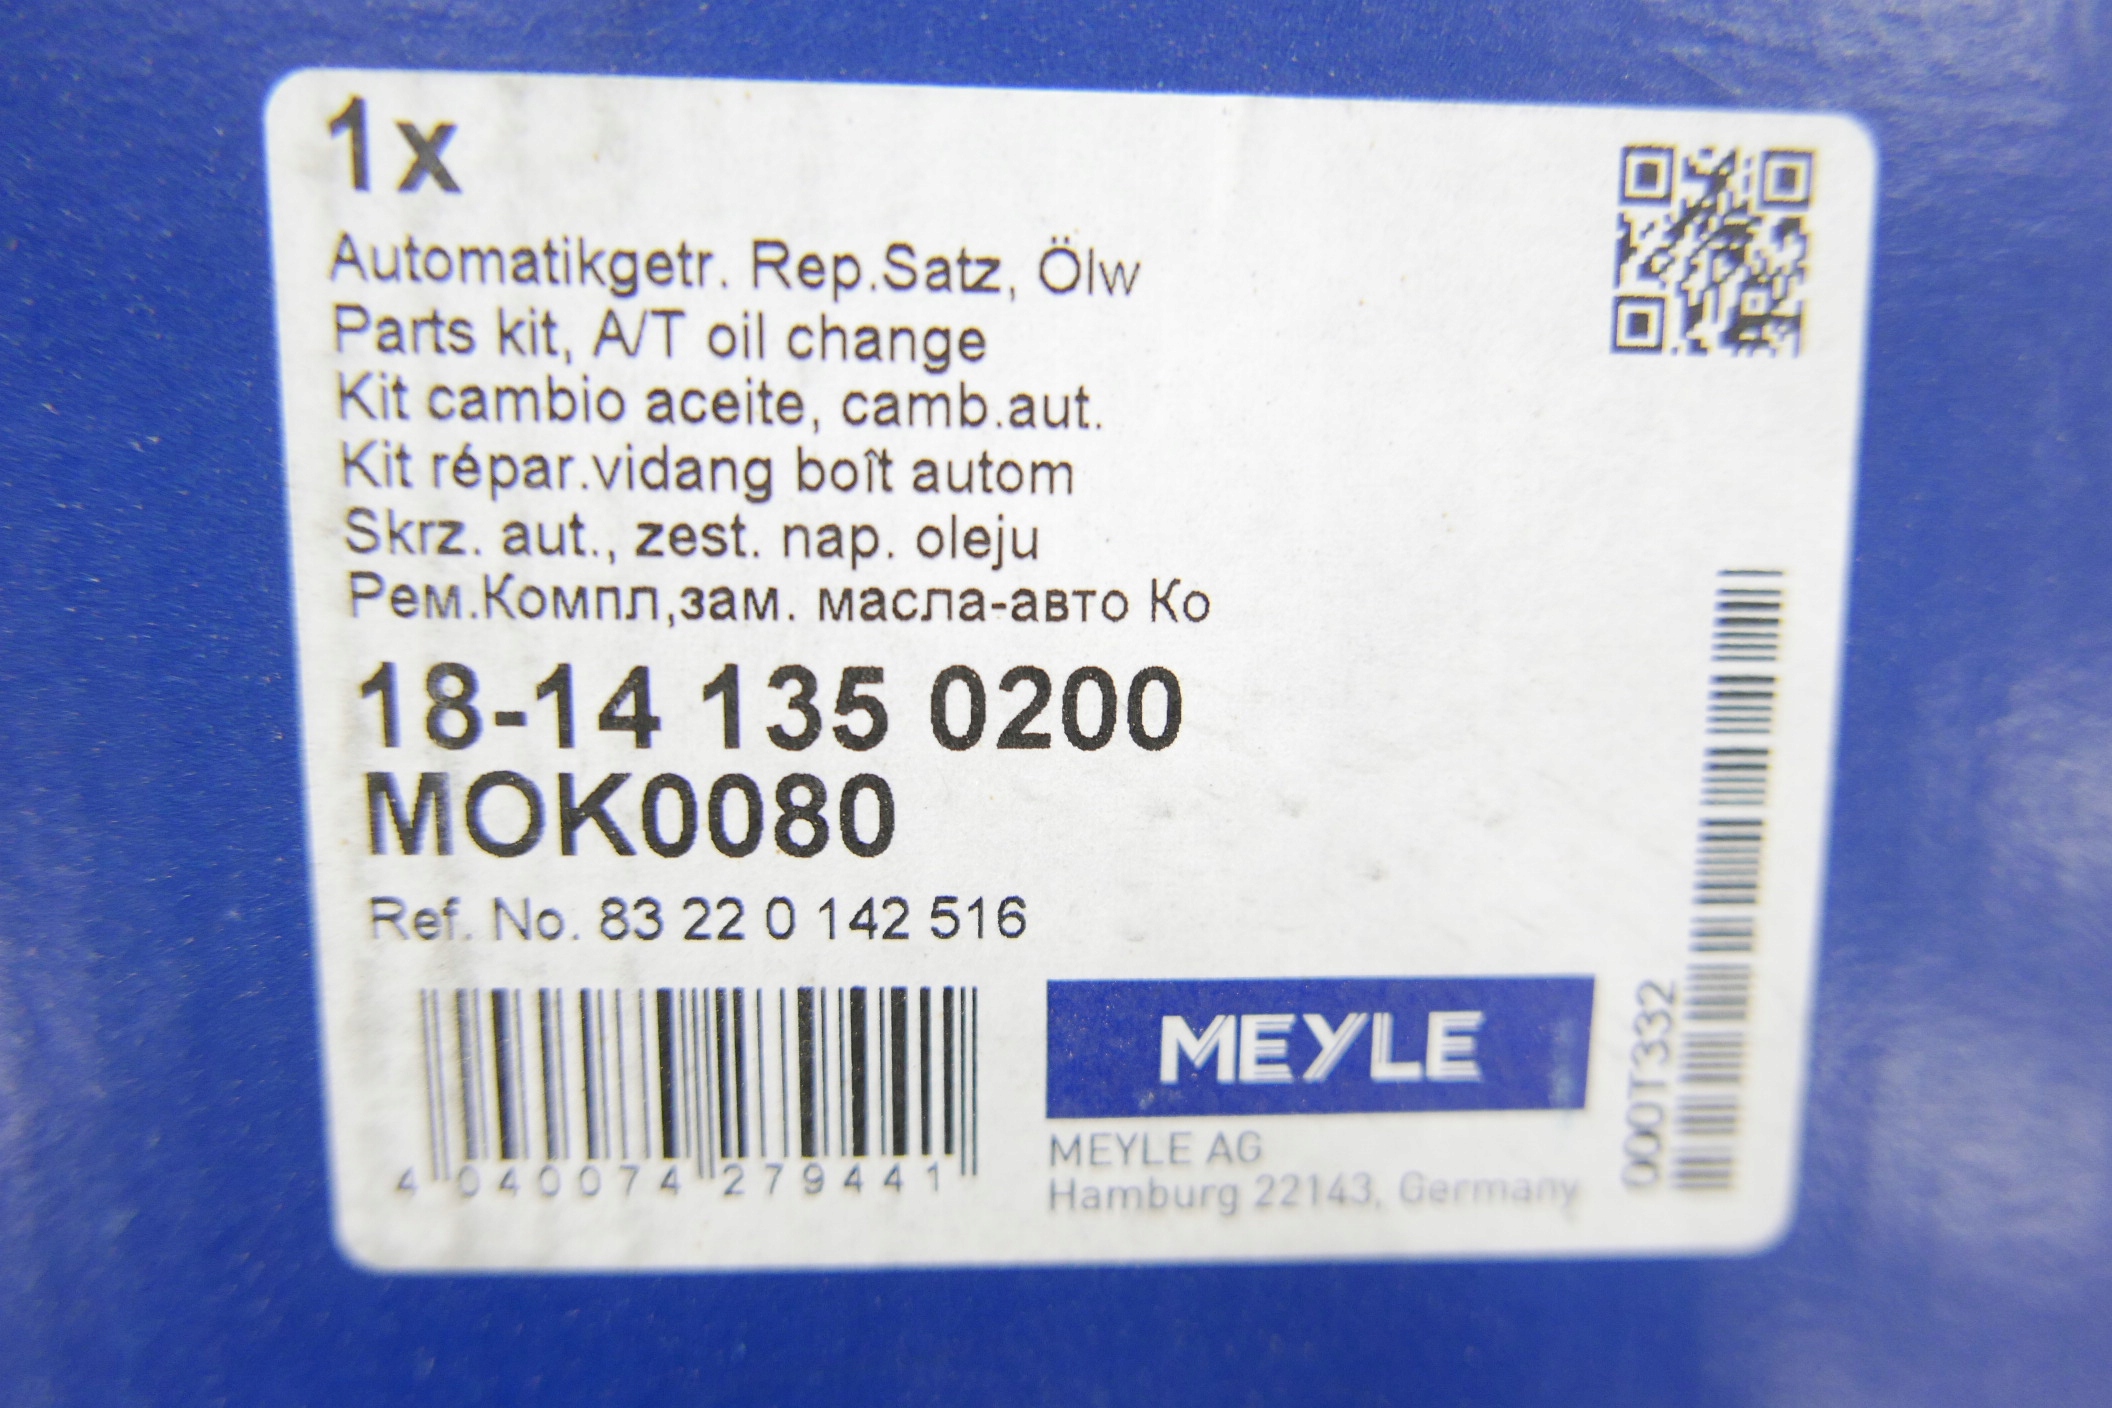 1x
Automatikgetr. Rep.Satz, Ölw
Parts kit, A/T oil change
Kit cambio aceite, camb.aut.
Kit répar.vidang boît autom
Skrz. aut., zest. nap. oleju
Рем.Компл,зам. масла-авто Ко
18-14 135 0200
MOK0080
Ref. No. 83 22 0 142 516
4 040074 279441
MEYLE
MEYLE AG
Hamburg 22143, Germany
000T332